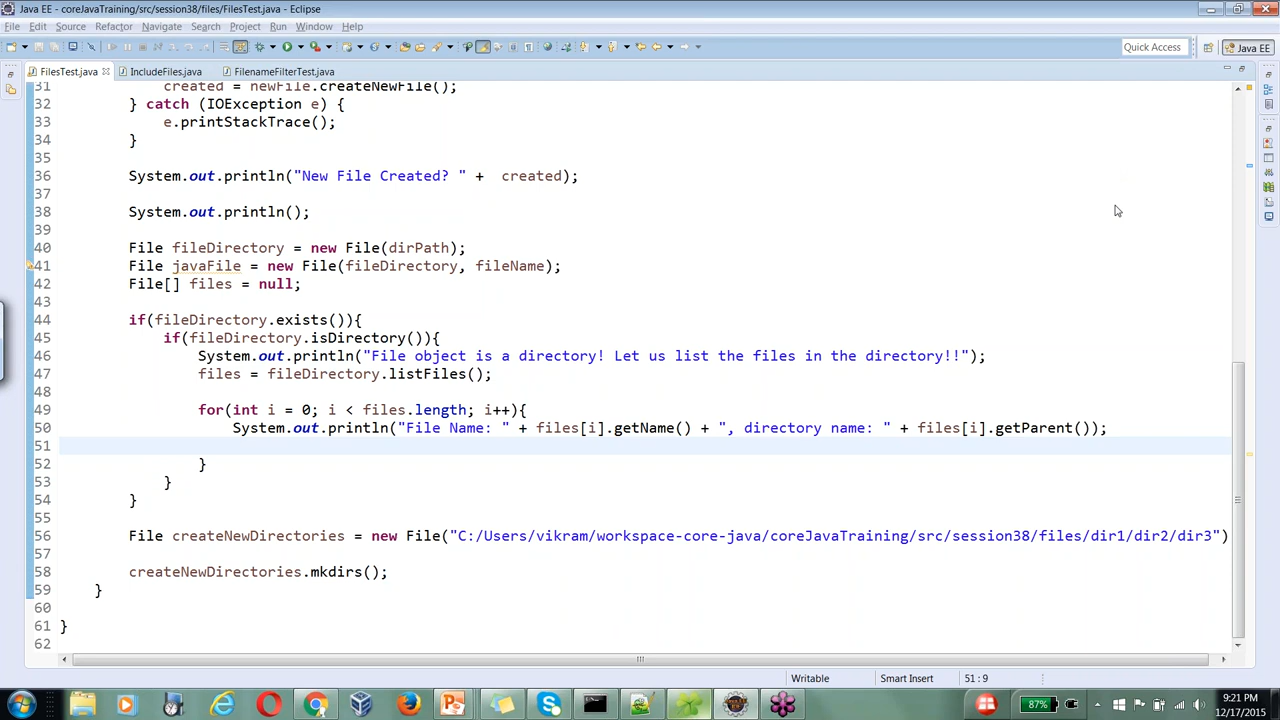 Java EE - coreJavaTraining/src/session38/files/FilesTest.java - Eclipse
File Edit Source Refactor Navigate Search Project Run Window Help
Quick Access Java EE
FilesTest.java IncludeFiles.java FilenameFilterTest.java
31 created = newFile.createNewFile();
32 } catch (IOException e) {
33 e.printStackTrace();
34 }
35
36 System.out.println("New File Created? " + created);
37
38 System.out.println();
39
40 File fileDirectory = new File(dirPath);
41 File javaFile = new File(fileDirectory, fileName);
42 File[] files = null;
43
44 if(fileDirectory.exists()){
45 if(fileDirectory.isDirectory()){
46 System.out.println("File object is a directory! Let us list the files in the directory!!");
47 files = fileDirectory.listFiles();
48
49 for(int i = 0; i < files.length; i++){
50 System.out.println("File Name: " + files[i].getName() + ", directory name: " + files[i].getParent());
51
52 }
53 }
54 }
55
56 File createNewDirectories = new File("C:/Users/vikram/workspace-core-java/coreJavaTraining/src/session38/files/dir1/dir2/dir3")
57
58 createNewDirectories.mkdirs();
59 }
60
61 }
62
Writable Smart Insert 51 : 9
87% 9:21 PM
12/17/2015